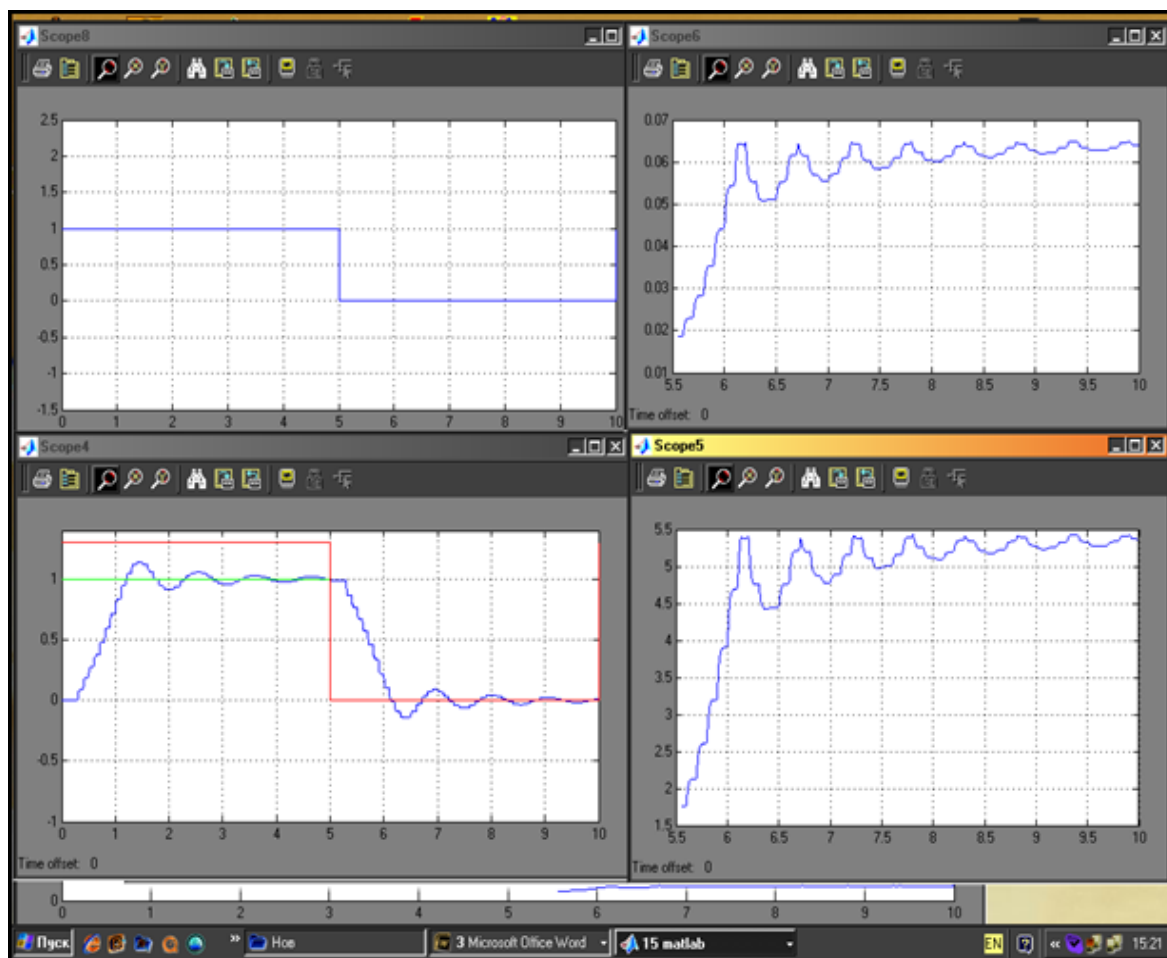 Scope8
2.5
2
1.5
1
0.5
0
-0.5
-1
-1.5
0 1 2 3 4 5 6 7 8 9 10
Scope6
0.07
0.06
0.05
0.04
0.03
0.02
0.01
5.5 6 6.5 7 7.5 8 8.5 9 9.5 10
Time offset: 0
Scope4
1
0.5
0
-0.5
-1
0 1 2 3 4 5 6 7 8 9 10
Time offset: 0
Scope5
5.5
5
4.5
4
3.5
3
2.5
2
1.5
5.5 6 6.5 7 7.5 8 8.5 9 9.5 10
Time offset: 0
0
0 1 2 3 4 5 6 7 8 9 10
Пуск » Нов 3 Microsoft Office Word 15 matlab EN ? « 15:21